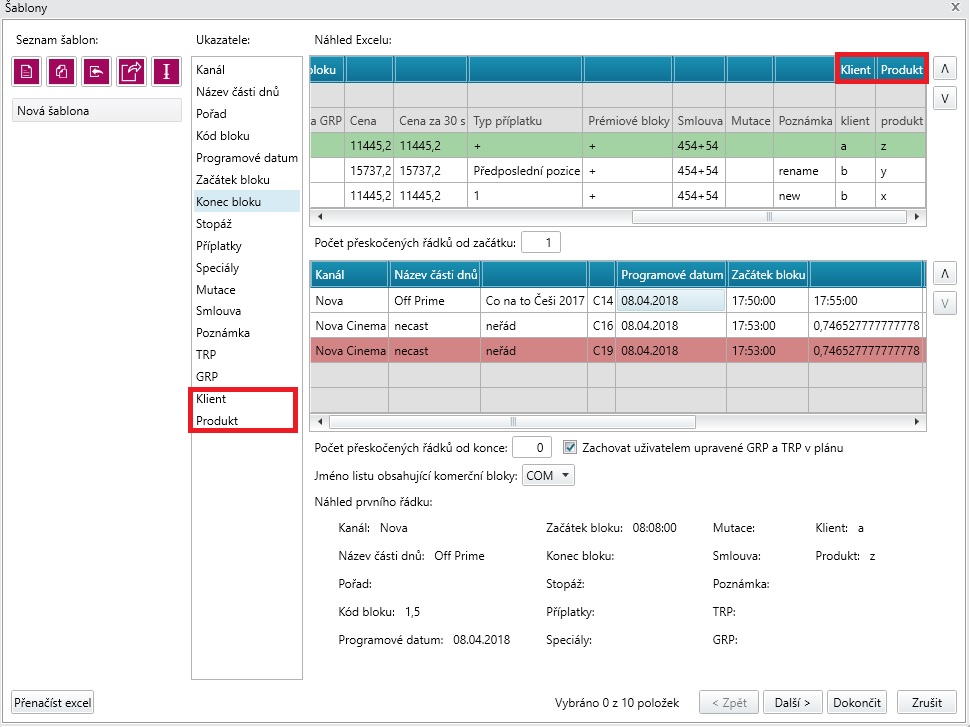 Šablony
Seznam šablon:
Nová šablona
Ukazatele:
Kanál
Název části dnů
Pořad
Kód bloku
Programové datum
Začátek bloku
Konec bloku
Stopáž
Příplatky
Speciály
Mutace
Smlouva
Poznámka
TRP
GRP
Klient
Produkt
Náhled Excelu:
bloku Klient Produkt
a GRP Cena Cena za 30 s Typ příplatku Prémiové bloky Smlouva Mutace Poznámka klient produkt
11445,2 11445,2 + + 454+54 a z
15737,2 15737,2 Předposlední pozice + 454+54 rename b y
11445,2 11445,2 1 + 454+54 new b x
Počet přeskočených řádků od začátku: 1
Kanál Název části dnů Programové datum Začátek bloku
Nova Off Prime Co na to Češi 2017 C14 08.04.2018 17:50:00 17:55:00
Nova Cinema necast neřád C16 08.04.2018 17:53:00 0,746527777777778
Nova Cinema necast neřád C19 08.04.2018 17:53:00 0,746527777777778
Počet přeskočených řádků od konce: 0 Zachovat uživatelem upravené GRP a TRP v plánu
Jméno listu obsahující komerční bloky: COM
Náhled prvního řádku:
Kanál: Nova Začátek bloku: 08:08:00 Mutace: Klient: a
Název části dnů: Off Prime Konec bloku: Smlouva: Produkt: z
Pořad: Stopáž: Poznámka:
Kód bloku: 1,5 Příplatky: TRP:
Programové datum: 08.04.2018 Speciály: GRP:
Přenačíst excel Vybráno 0 z 10 položek < Zpět Další > Dokončit Zrušit